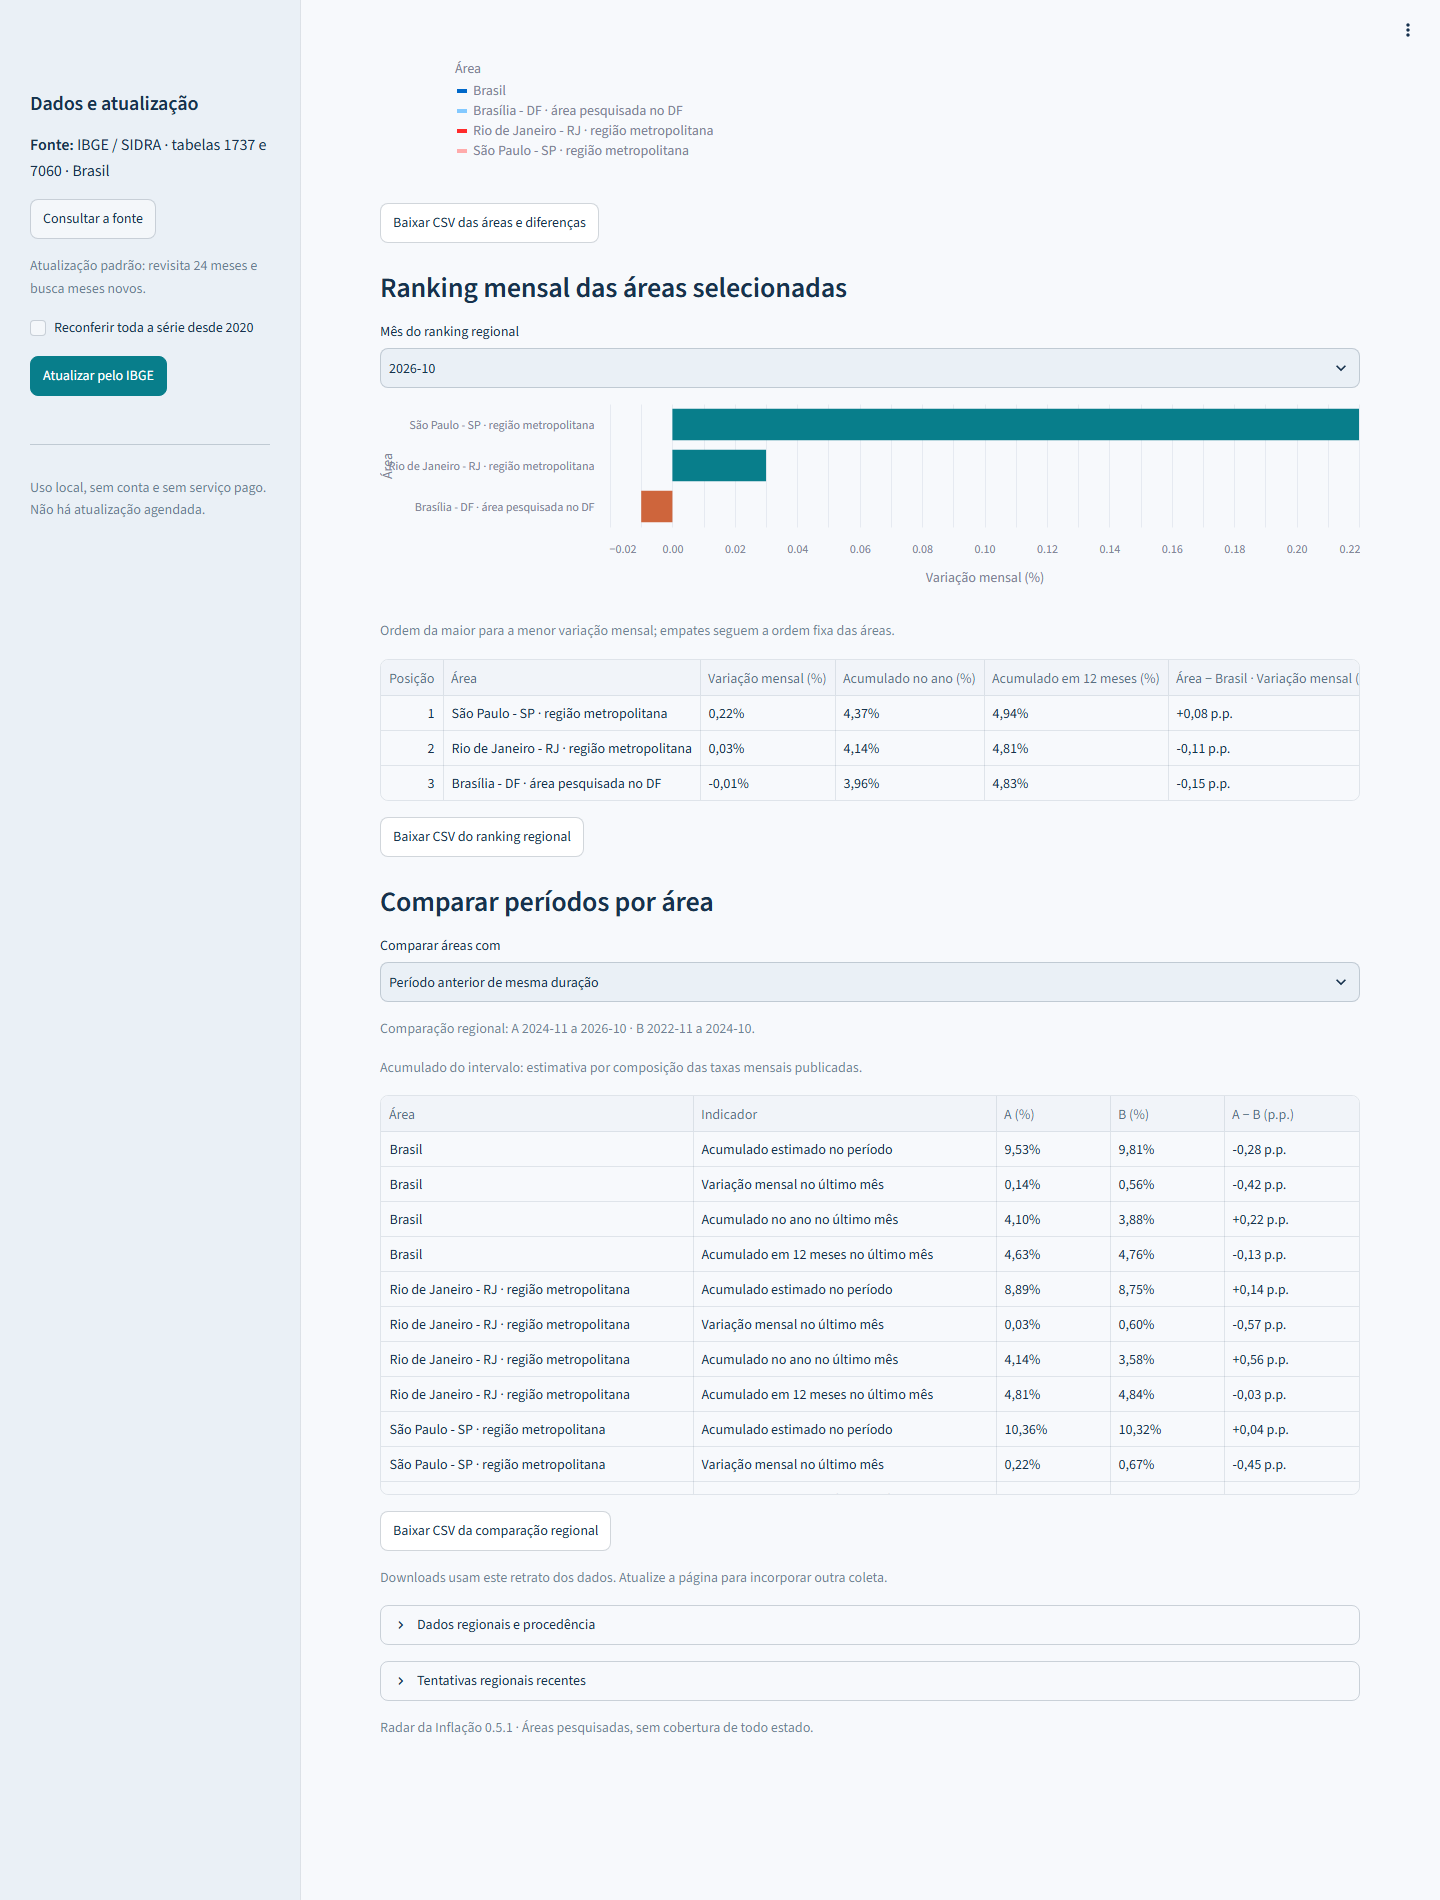 Dados e atualização
Fonte: IBGE / SIDRA · tabelas 1737 e
7060 · Brasil
Consultar a fonte
Atualização padrão: revisita 24 meses e
busca meses novos.
Reconferir toda a série desde 2020
Atualizar pelo IBGE
Uso local, sem conta e sem serviço pago.
Não há atualização agendada.
Área
Brasil
Brasília - DF · área pesquisada no DF
Rio de Janeiro - RJ · região metropolitana
São Paulo - SP · região metropolitana
Baixar CSV das áreas e diferenças
Ranking mensal das áreas selecionadas
Mês do ranking regional
2026-10
Área
São Paulo - SP · região metropolitana
Rio de Janeiro - RJ · região metropolitana
Brasília - DF · área pesquisada no DF
−0.02 0.00 0.02 0.04 0.06 0.08 0.10 0.12 0.14 0.16 0.18 0.20 0.22
Variação mensal (%)
Ordem da maior para a menor variação mensal; empates seguem a ordem fixa das áreas.
Posição Área Variação mensal (%) Acumulado no ano (%) Acumulado em 12 meses (%) Área − Brasil · Variação mensal (
1 São Paulo - SP · região metropolitana 0,22% 4,37% 4,94% +0,08 p.p.
2 Rio de Janeiro - RJ · região metropolitana 0,03% 4,14% 4,81% -0,11 p.p.
3 Brasília - DF · área pesquisada no DF -0,01% 3,96% 4,83% -0,15 p.p.
Baixar CSV do ranking regional
Comparar períodos por área
Comparar áreas com
Período anterior de mesma duração
Comparação regional: A 2024-11 a 2026-10 · B 2022-11 a 2024-10.
Acumulado do intervalo: estimativa por composição das taxas mensais publicadas.
Área Indicador A (%) B (%) A − B (p.p.)
Brasil Acumulado estimado no período 9,53% 9,81% -0,28 p.p.
Brasil Variação mensal no último mês 0,14% 0,56% -0,42 p.p.
Brasil Acumulado no ano no último mês 4,10% 3,88% +0,22 p.p.
Brasil Acumulado em 12 meses no último mês 4,63% 4,76% -0,13 p.p.
Rio de Janeiro - RJ · região metropolitana Acumulado estimado no período 8,89% 8,75% +0,14 p.p.
Rio de Janeiro - RJ · região metropolitana Variação mensal no último mês 0,03% 0,60% -0,57 p.p.
Rio de Janeiro - RJ · região metropolitana Acumulado no ano no último mês 4,14% 3,58% +0,56 p.p.
Rio de Janeiro - RJ · região metropolitana Acumulado em 12 meses no último mês 4,81% 4,84% -0,03 p.p.
São Paulo - SP · região metropolitana Acumulado estimado no período 10,36% 10,32% +0,04 p.p.
São Paulo - SP · região metropolitana Variação mensal no último mês 0,22% 0,67% -0,45 p.p.
Baixar CSV da comparação regional
Downloads usam este retrato dos dados. Atualize a página para incorporar outra coleta.
Dados regionais e procedência
Tentativas regionais recentes
Radar da Inflação 0.5.1 · Áreas pesquisadas, sem cobertura de todo estado.